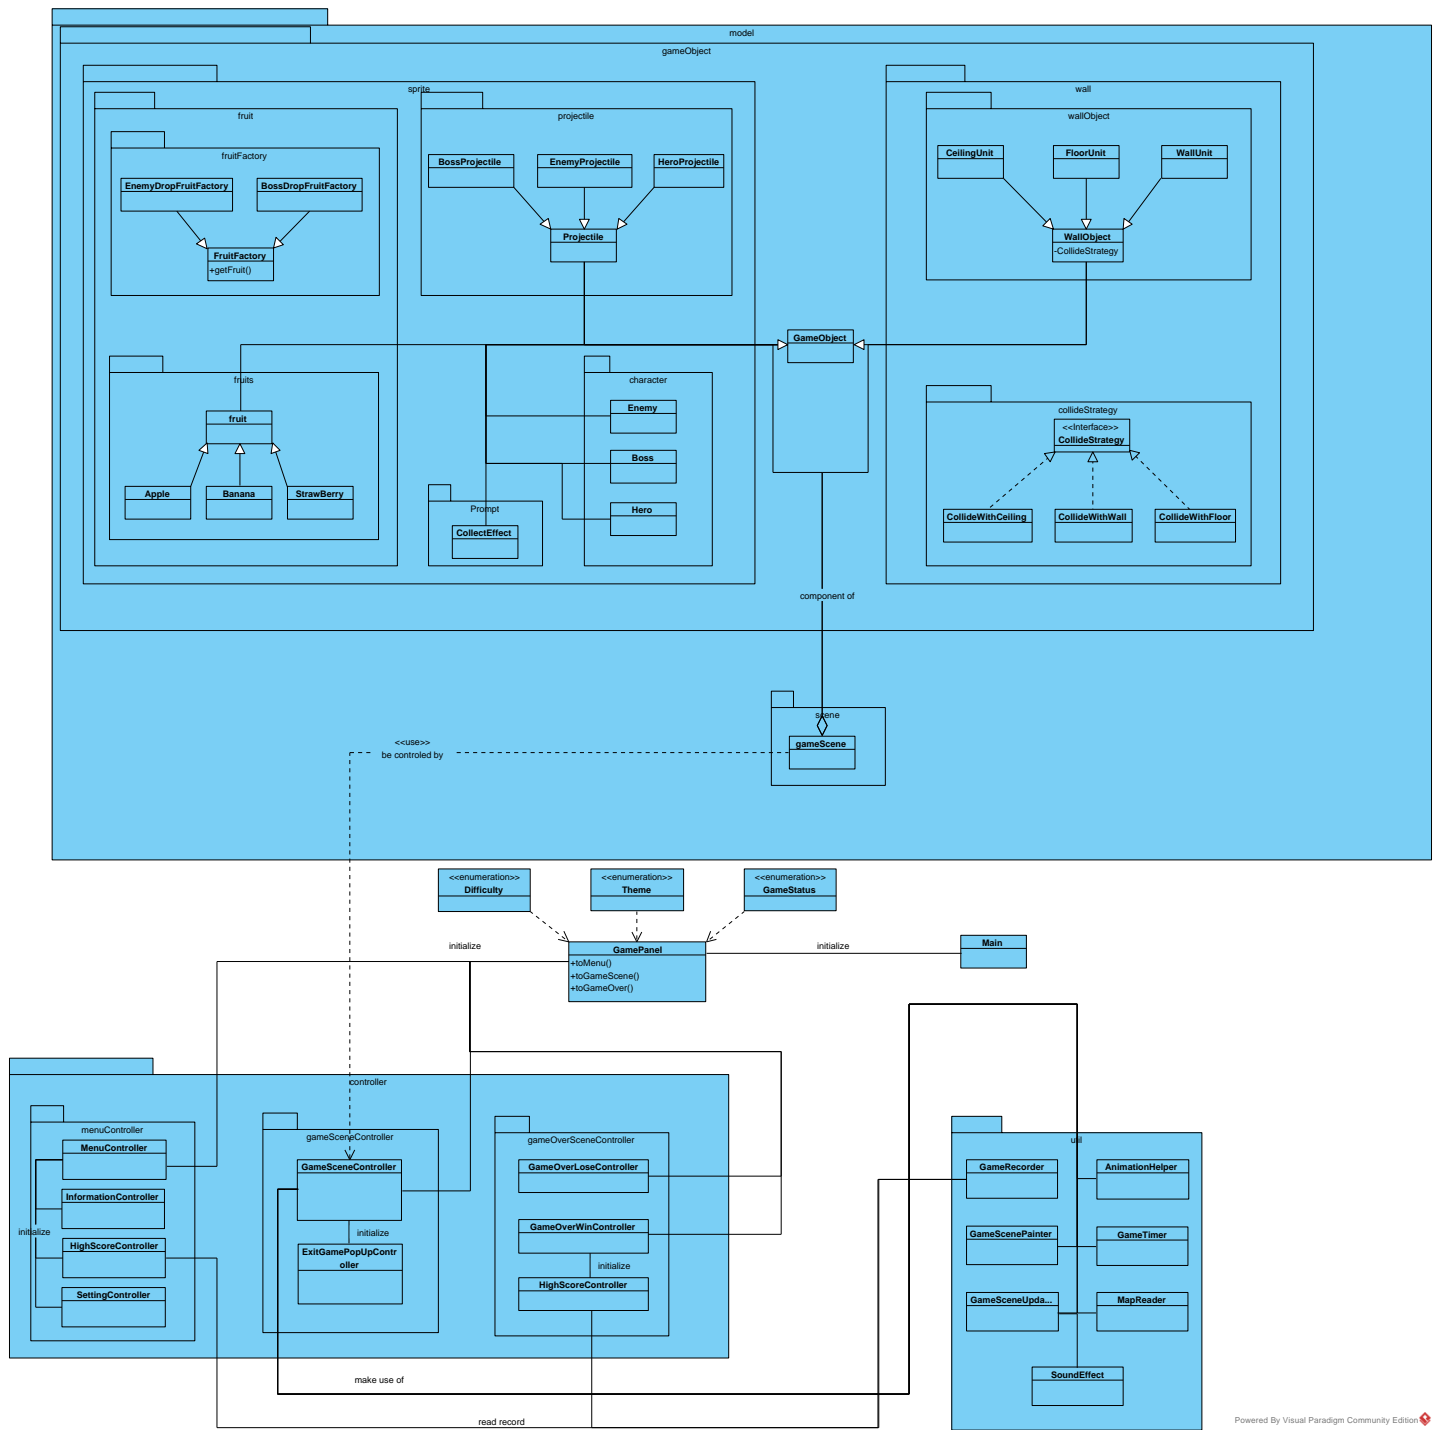 model
gameObject
sprite
wall
fruit
projectile
wallObject
fruitFactory
BossProjectile
EnemyProjectile
HeroProjectile
CeilingUnit
FloorUnit
WallUnit
EnemyDropFruitFactory
BossDropFruitFactory
Projectile
WallObject
-CollideStrategy
FruitFactory
+getFruit()
GameObject
fruits
character
collideStrategy
fruit
Enemy
<<Interface>>
CollideStrategy
Boss
Apple
Banana
StrawBerry
Prompt
Hero
CollectEffect
CollideWithCeiling
CollideWithWall
CollideWithFloor
component of
scene
gameScene
<<use>>
be controled by
<<enumeration>>
Difficulty
<<enumeration>>
Theme
<<enumeration>>
GameStatus
initialize
GamePanel
+toMenu()
+toGameScene()
+toGameOver()
initialize
Main
controller
menuController
gameSceneController
gameOverSceneController
util
MenuController
GameSceneController
GameOverLoseController
GameRecorder
AnimationHelper
InformationController
initialize
HighScoreController
SettingController
initialize
ExitGamePopUpContr
oller
GameOverWinController
initialize
HighScoreController
GameScenePainter
GameTimer
GameSceneUpda...
MapReader
SoundEffect
make use of
read record
Powered By Visual Paradigm Community Edition